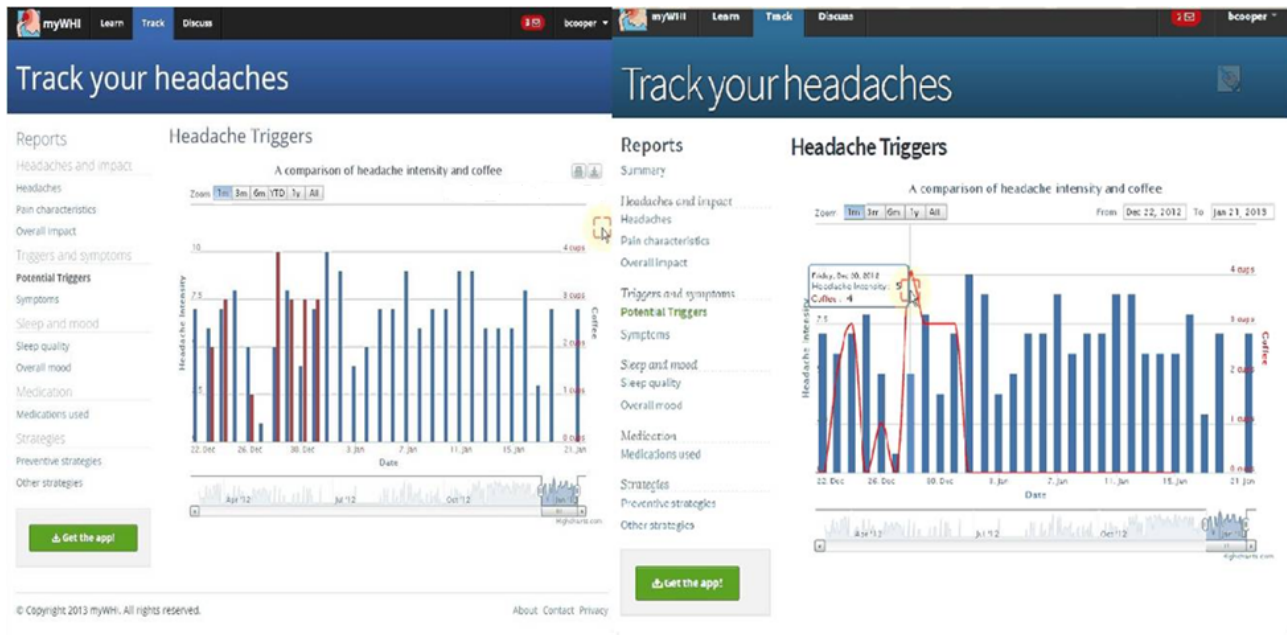 myWHI Learn Track Discuss 3 bcooper
Track your headaches
Reports
Headaches and impact
Headaches
Pain characteristics
Overall impact
Triggers and symptoms
Potential Triggers
Symptoms
Sleep and mood
Sleep quality
Overall mood
Medication
Medications used
Strategies
Preventive strategies
Other strategies
Get the app!
Headache Triggers
A comparison of headache intensity and coffee
Zoom 1m 3m 6m YTD 1y All
10 4 cups
7.5 3 cups
2 cups
1 cups
0 cups
Headache Intensity
Coffee
22. Dec 26. Dec 30. Dec 3. Jan 7. Jan 11. Jan 15. Jan 21. Jan
Date
Apr '12 Jul '12 Oct '12
Highcharts.com
© Copyright 2013 myWHI. All rights reserved.
About Contact Privacy
myWHI Learn Track Discuss bcooper
Track your headaches
Reports
Summary
Headaches and impact
Headaches
Pain characteristics
Overall impact
Triggers and symptoms
Potential Triggers
Symptoms
Sleep and mood
Sleep quality
Overall mood
Medication
Medications used
Strategies
Preventive strategies
Other strategies
Get the app!
Headache Triggers
A comparison of headache intensity and coffee
Zoom 1m 3m 6m 1y All From Dec 22, 2012 To Jan 21, 2013
4 cups
Headache Intensity: 5
Coffee : 4
7.5 3 cups
2 cups
1 cups
0 cups
Headache Intensity
Coffee
22. Dec 26. Dec 30. Dec 3. Jan 7. Jan 11. Jan 15. Jan 21. Jan
Date
Apr '12 Jul '12 Oct '12
Highcharts.com